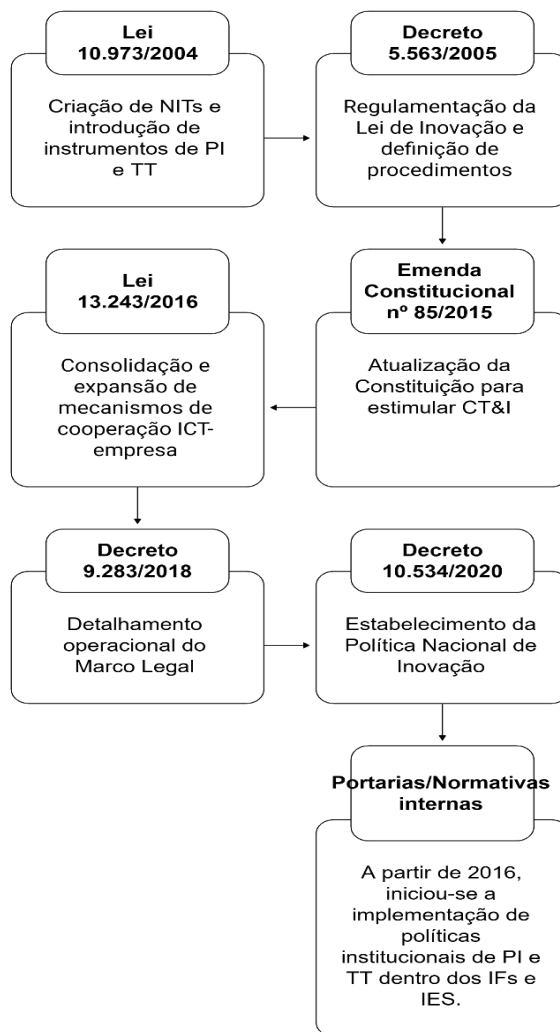 Lei
10.973/2004
Criação de NITs e
introdução de
instrumentos de PI
e TT
Decreto
5.563/2005
Regulamentação da
Lei de Inovação e
definição de
procedimentos
Emenda
Constitucional
nº 85/2015
Atualização da
Constituição para
estimular CT&I
Lei
13.243/2016
Consolidação e
expansão de
mecanismos de
cooperação ICT-
empresa
Decreto
9.283/2018
Detalhamento
operacional do
Marco Legal
Decreto
10.534/2020
Estabelecimento da
Política Nacional de
Inovação
Portarias/Normativas
internas
A partir de 2016,
iniciou-se a
implementação de
políticas
institucionais de PI e
TT dentro dos IFs e
IES.